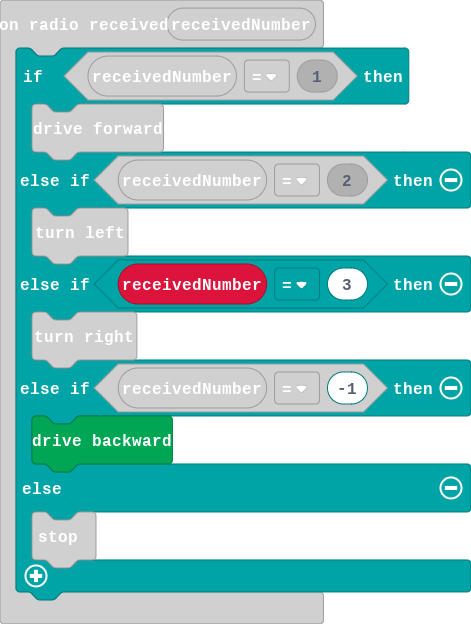 on radio received receivedNumber
if receivedNumber = 1 then
drive forward
else if receivedNumber = 2 then
turn left
else if receivedNumber = 3 then
turn right
else if receivedNumber = -1 then
drive backward
else
stop